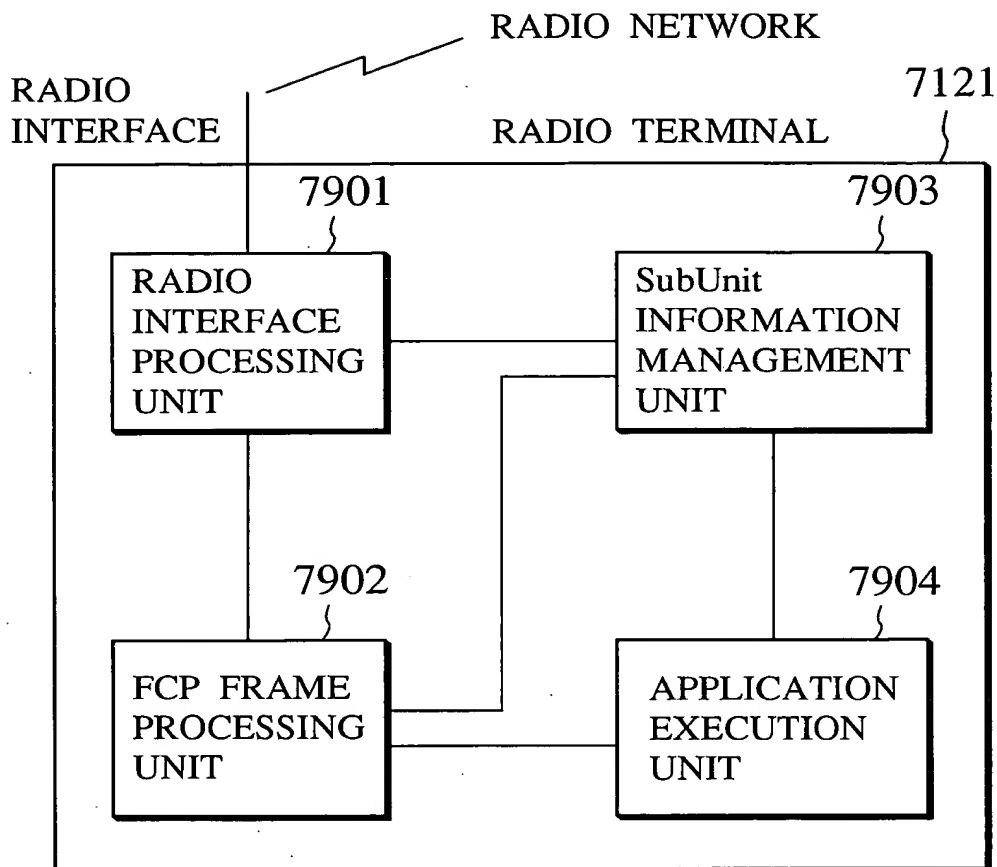 RADIO NETWORK
RADIO
INTERFACE
RADIO TERMINAL
7121
7901
RADIO
INTERFACE
PROCESSING
UNIT
7903
SubUnit
INFORMATION
MANAGEMENT
UNIT
7902
FCP FRAME
PROCESSING
UNIT
7904
APPLICATION
EXECUTION
UNIT